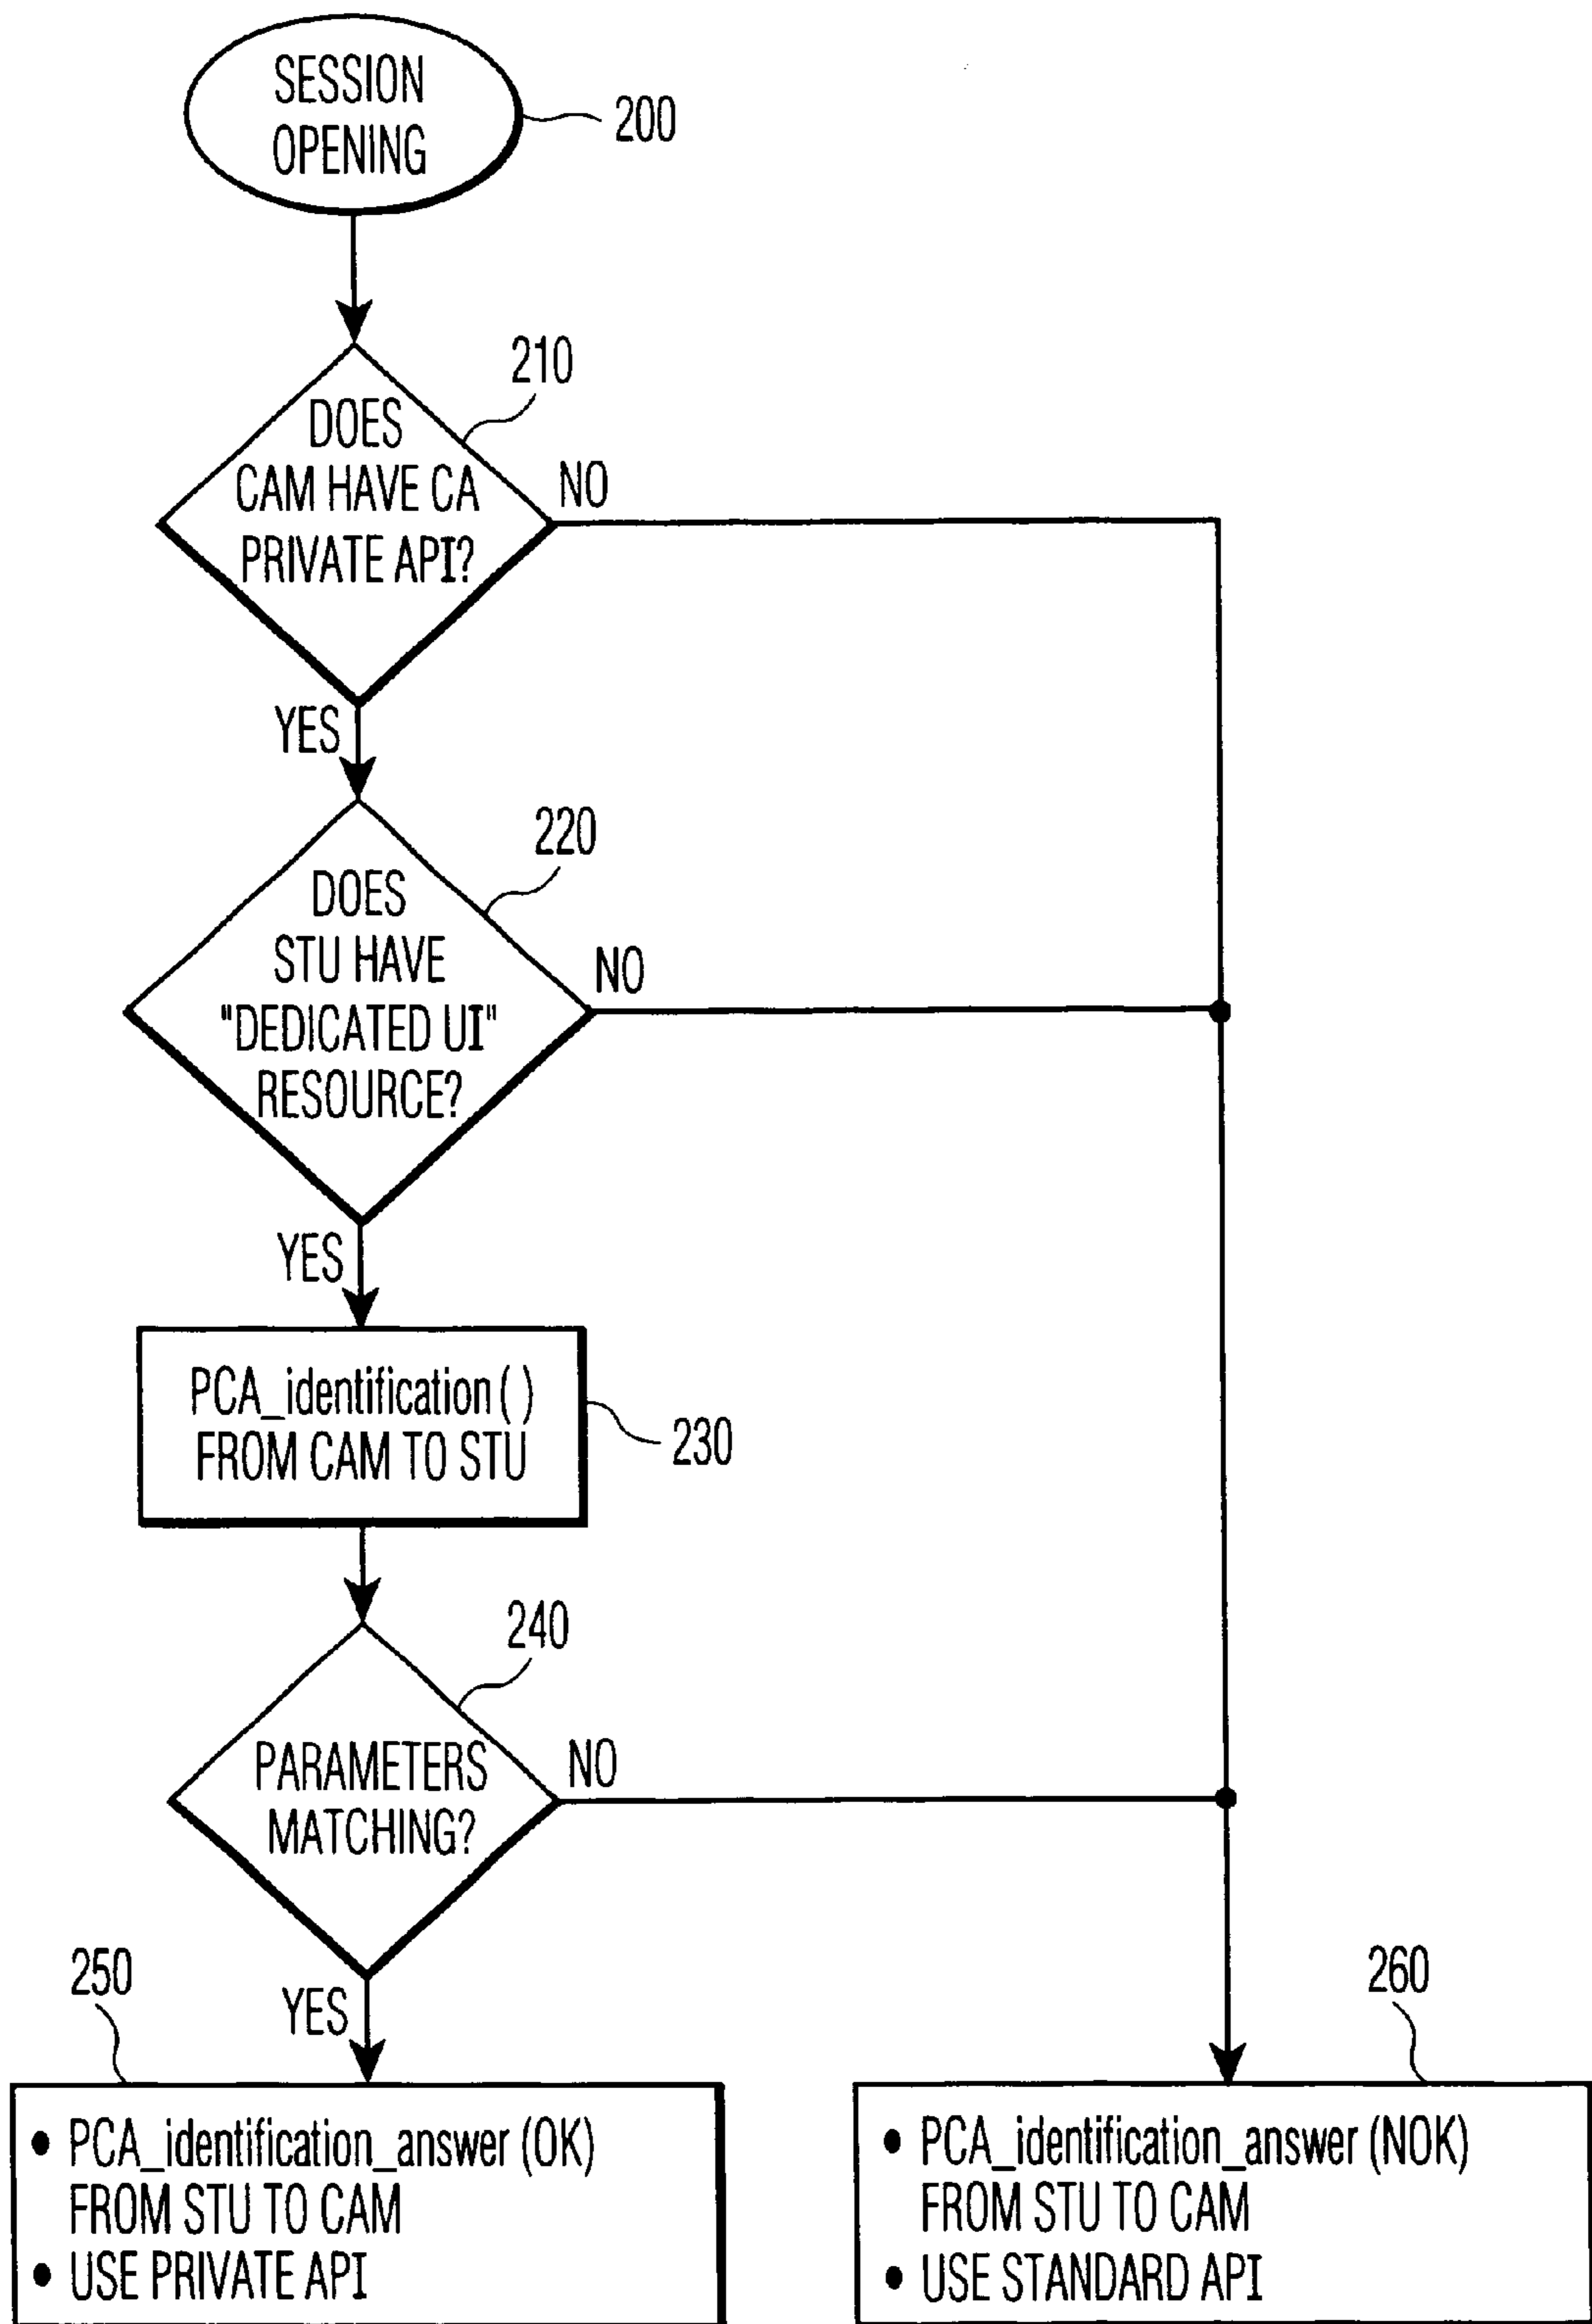 SESSION
OPENING
200
210
DOES
CAM HAVE CA
PRIVATE API?
NO
YES
220
DOES
STU HAVE
"DEDICATED UI"
RESOURCE?
NO
YES
PCA_identification ( )
FROM CAM TO STU
230
240
PARAMETERS
MATCHING?
NO
YES
250
• PCA_identification_answer (OK)
FROM STU TO CAM
• USE PRIVATE API
260
• PCA_identification_answer (NOK)
FROM STU TO CAM
• USE STANDARD API